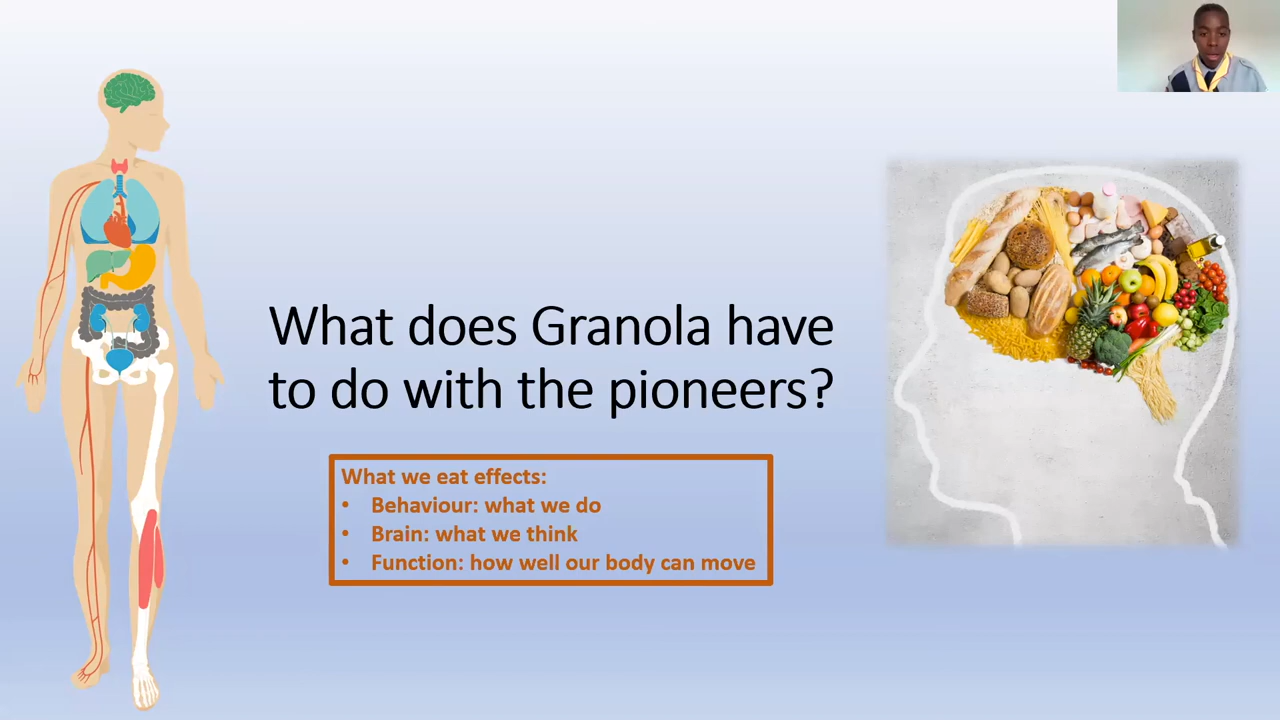 What does Granola have
to do with the pioneers?
What we eat effects:
• Behaviour: what we do
• Brain: what we think
• Function: how well our body can move